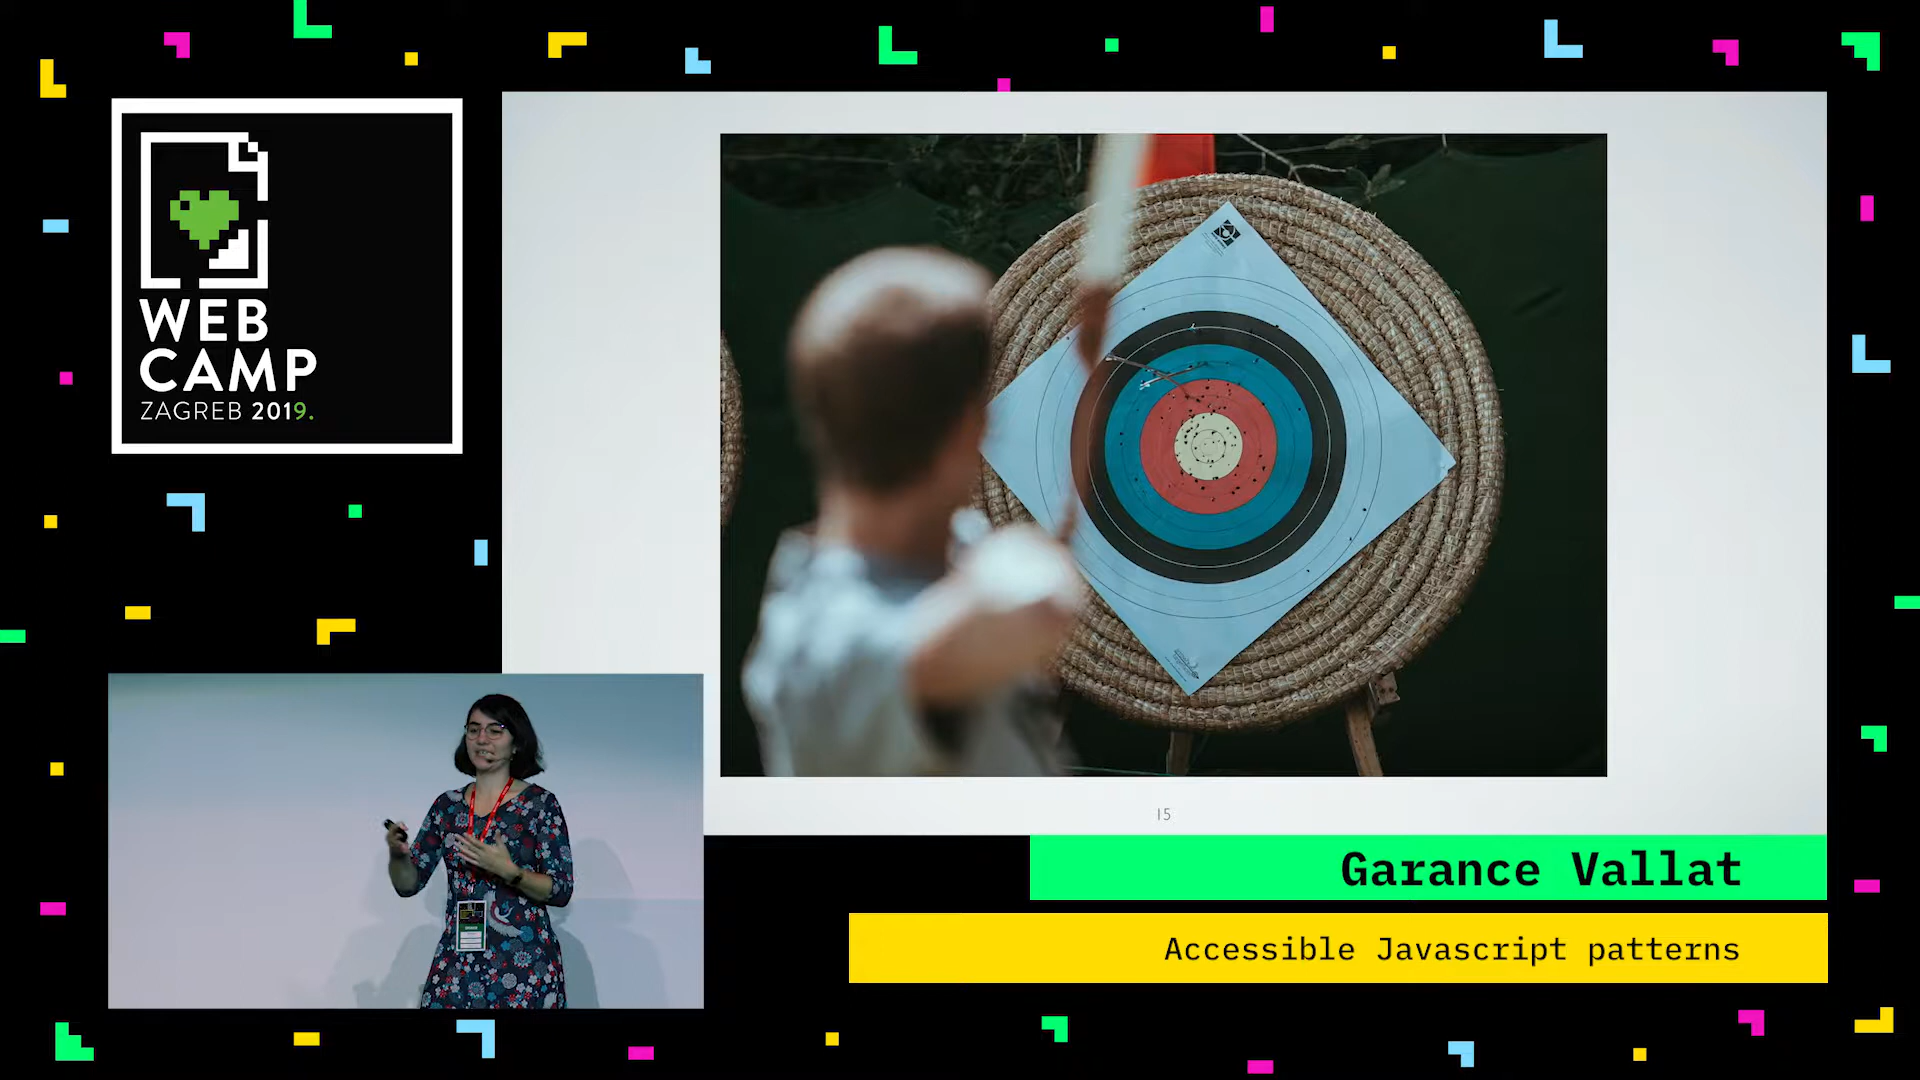 WEB
CAMP
ZAGREB 2019.
15
Garance Vallat
Accessible Javascript patterns